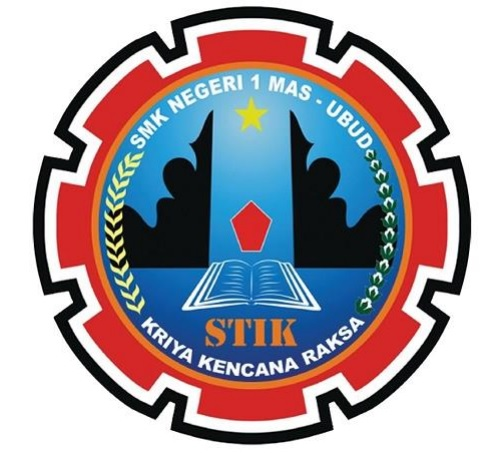 SMK NEGERI 1 MAS - UBUD
STIK
KRIYA KENCANA RAKSA